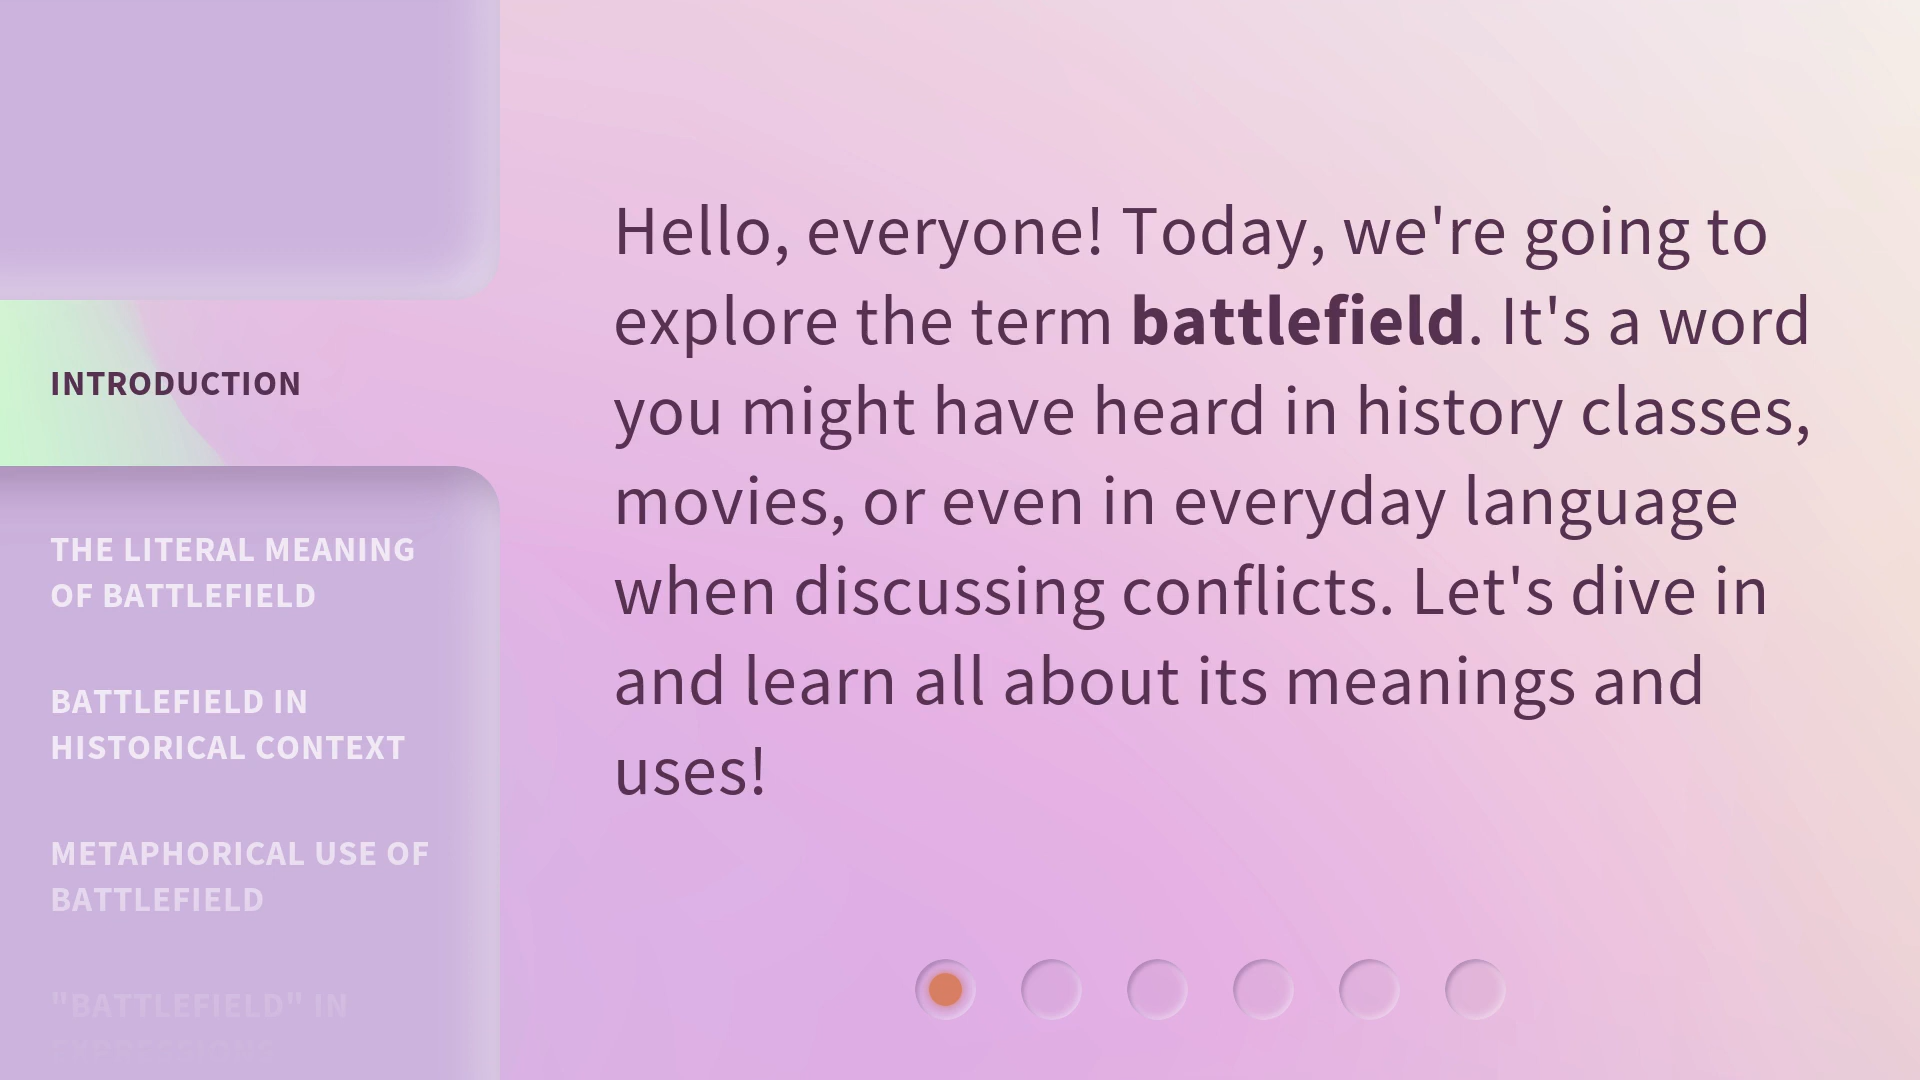 INTRODUCTION
THE LITERAL MEANING
OF BATTLEFIELD
BATTLEFIELD IN
HISTORICAL CONTEXT
METAPHORICAL USE OF
BATTLEFIELD
"BATTLEFIELD" IN
EXPRESSIONS
Hello, everyone! Today, we're going to
explore the term battlefield. It's a word
you might have heard in history classes,
movies, or even in everyday language
when discussing conflicts. Let's dive in
and learn all about its meanings and
uses!